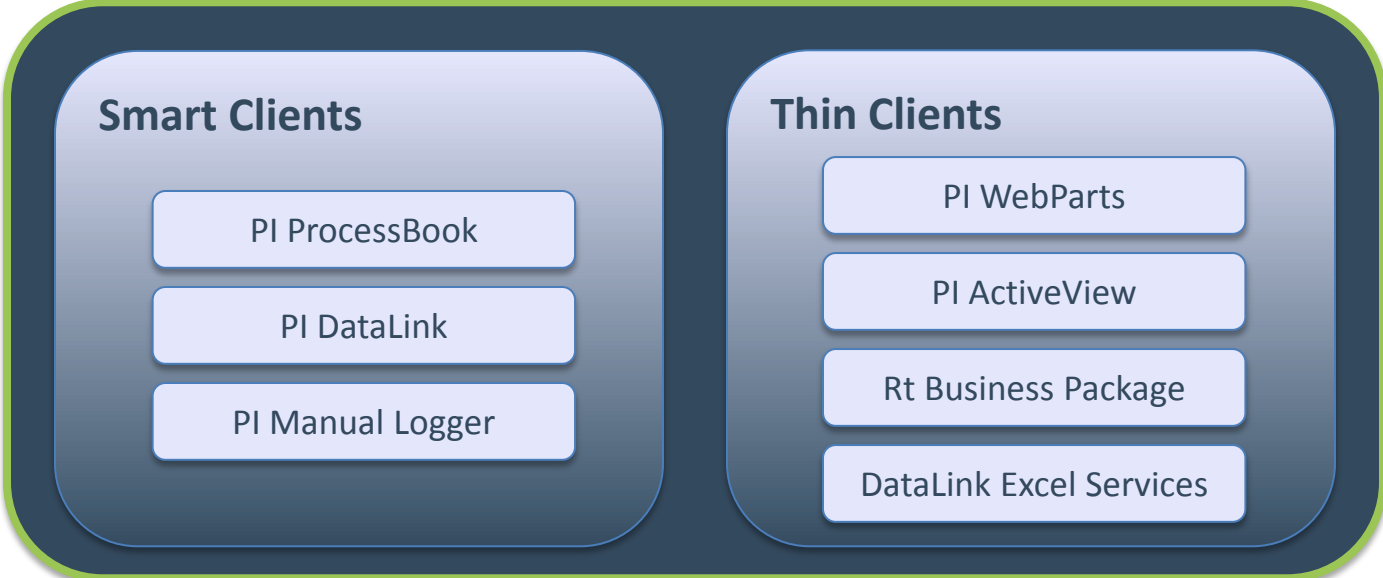 Smart Clients
PI ProcessBook
PI DataLink
PI Manual Logger
Thin Clients
PI WebParts
PI ActiveView
Rt Business Package
DataLink Excel Services